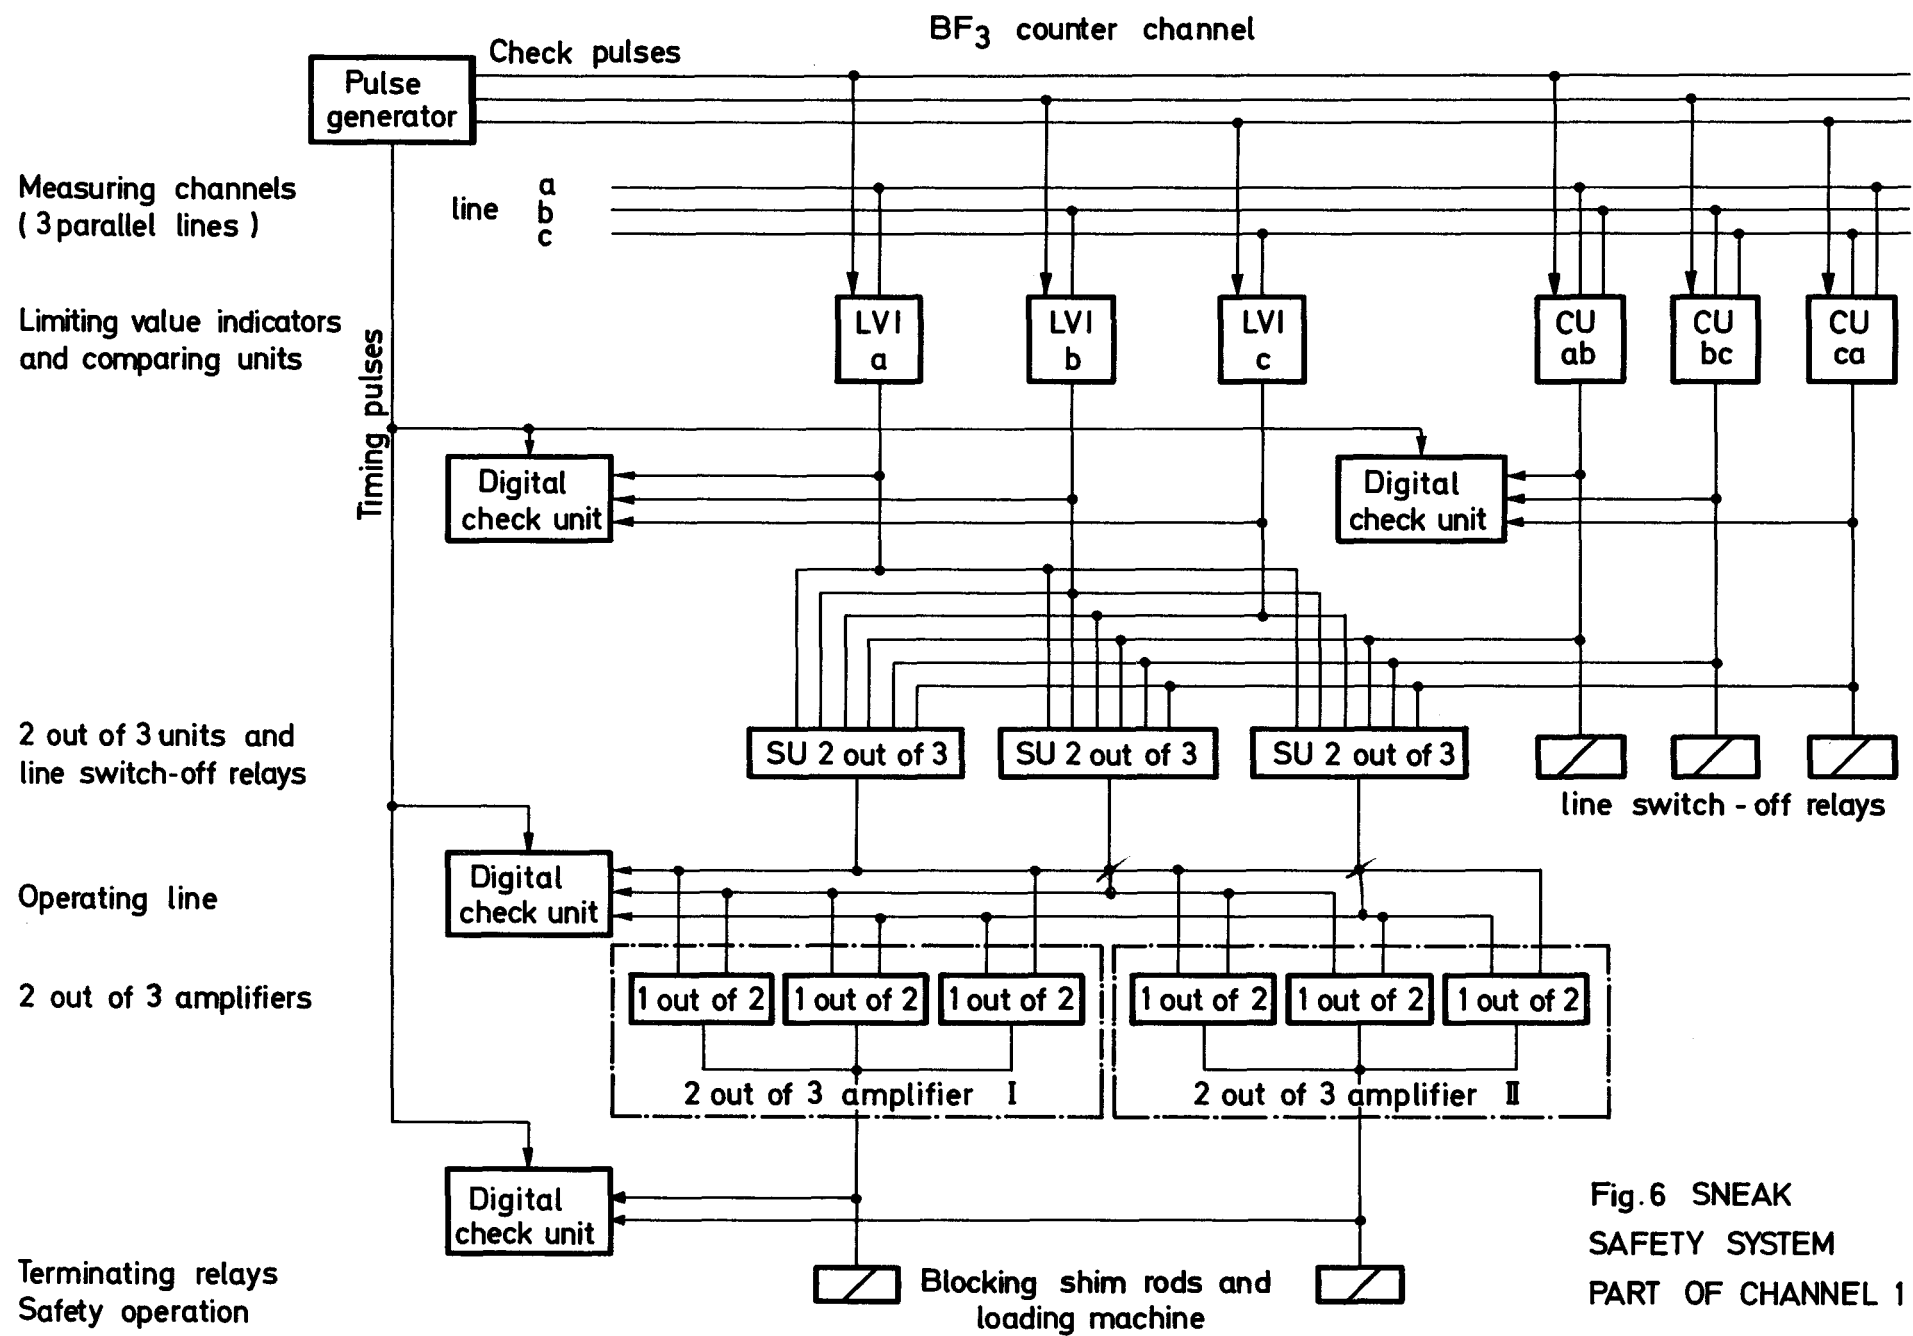 BF3 counter channel
Check pulses
Pulse
generator
Measuring channels
( 3 parallel lines )
line
a
b
c
Limiting value indicators
and comparing units
LVI
a
LVI
b
LVI
c
CU
ab
CU
bc
CU
ca
Timing pulses
Digital
check unit
Digital
check unit
2 out of 3 units and
line switch-off relays
SU 2 out of 3
SU 2 out of 3
SU 2 out of 3
line switch - off relays
Operating line
Digital
check unit
2 out of 3 amplifiers
1 out of 2
1 out of 2
1 out of 2
1 out of 2
1 out of 2
1 out of 2
2 out of 3 amplifier I
2 out of 3 amplifier II
Digital
check unit
Terminating relays
Safety operation
Blocking shim rods and
loading machine
Fig. 6 SNEAK
SAFETY SYSTEM
PART OF CHANNEL 1